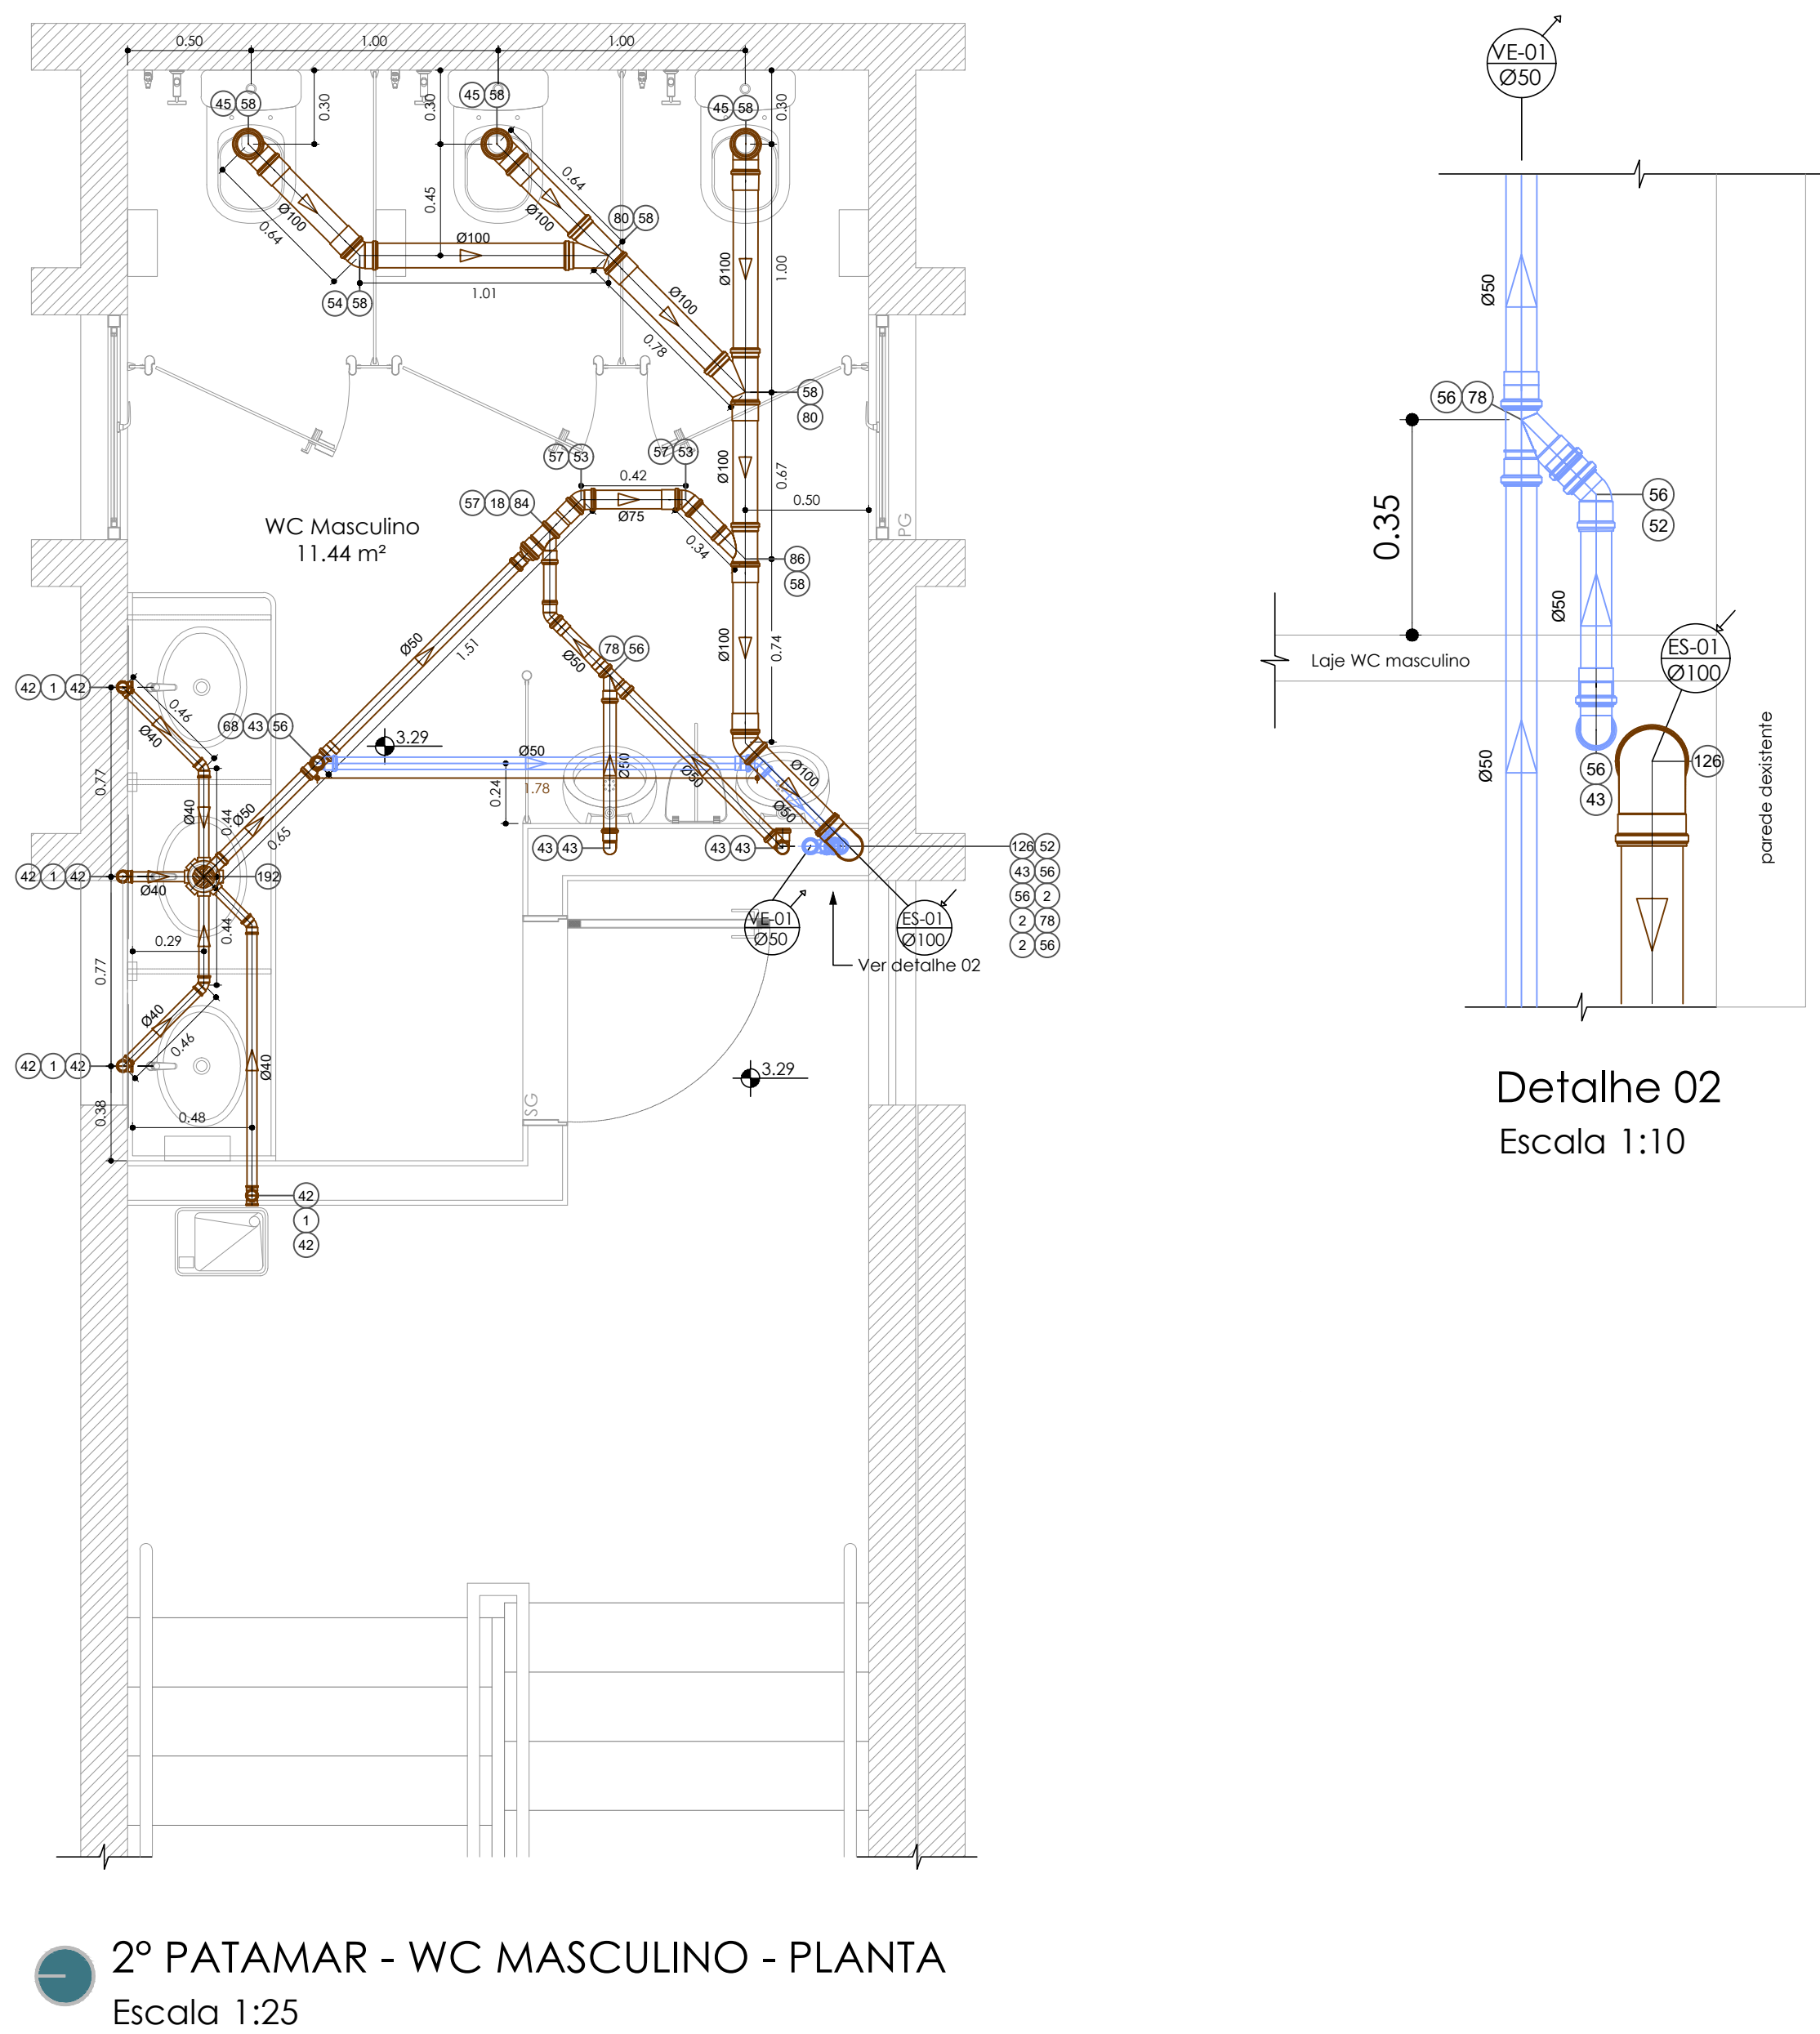 0.50
1.00
1.00
VE-01
Ø50
45 58
0.30
45 58
0.30
45 58
0.30
0.64
0.45
Ø100
0.64
Ø100
80 58
Ø100
1.01
54 58
Ø100
0.78
Ø100
1.00
Ø50
58
80
56 78
57 53
57 53
0.42
Ø100
0.67
0.50
57 18 84
Ø75
0.34
PG
WC Masculino
11.44 m²
86
58
56
52
0.35
Ø50
Ø50
1.51
78 56
Ø50
Ø100
0.74
Laje WC masculino
ES-01
Ø100
42 1 42
0.46
Ø40
68 43 56
3.29
Ø50
1.78
0.24
Ø50
Ø50
Ø100
Ø50
Ø50
56
43
126
parede dexistente
0.77
Ø40
0.44
Ø50
0.65
43 43
43 43
126 52
43 56
56 2
2 78
2 56
42 1 42
Ø40
192
0.29
0.44
0.77
VE-01
Ø50
ES-01
Ø100
Ver detalhe 02
Ø40
0.46
42 1 42
Ø40
3.29
0.38
0.48
SG
Detalhe 02
Escala 1:10
42
1
42
2º PATAMAR - WC MASCULINO - PLANTA
Escala 1:25